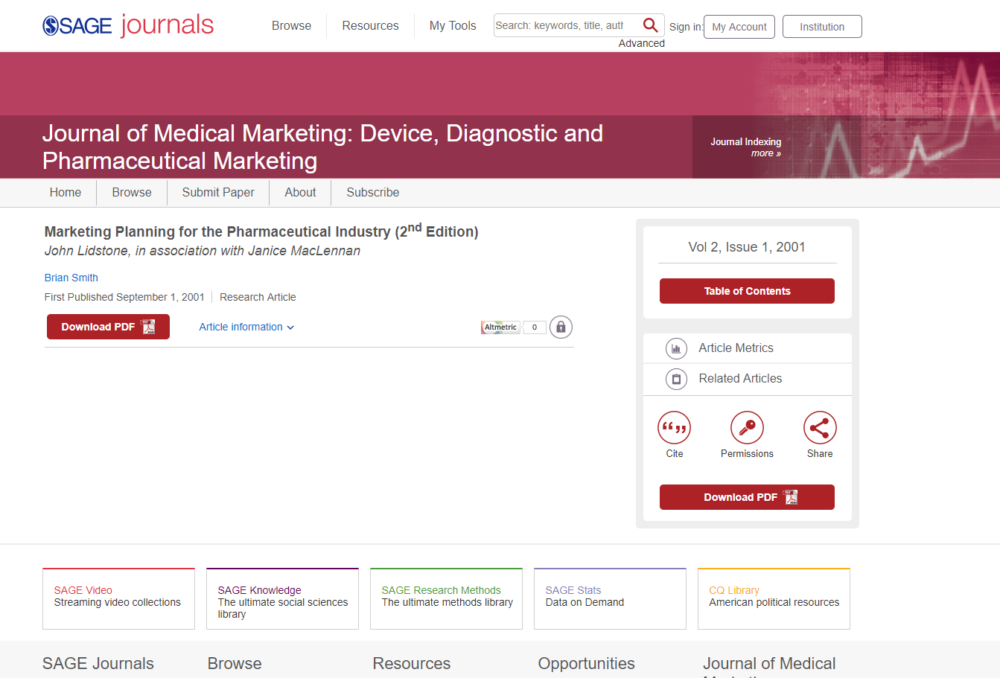 SAGE journals
Browse
Resources
My Tools
Search: keywords, title, auth
Sign in:
My Account
Institution
Advanced
Journal of Medical Marketing: Device, Diagnostic and
Pharmaceutical Marketing
Journal Indexing
more »
Home
Browse
Submit Paper
About
Subscribe
Marketing Planning for the Pharmaceutical Industry (2nd Edition)
John Lidstone, in association with Janice MacLennan
Brian Smith
First Published September 1, 2001
Research Article
Download PDF
Article information
Altmetric
0
Vol 2, Issue 1, 2001
Table of Contents
Article Metrics
Related Articles
Cite
Permissions
Share
Download PDF
SAGE Video
Streaming video collections
SAGE Knowledge
The ultimate social sciences
library
SAGE Research Methods
The ultimate methods library
SAGE Stats
Data on Demand
CQ Library
American political resources
SAGE Journals
Browse
Resources
Opportunities
Journal of Medical